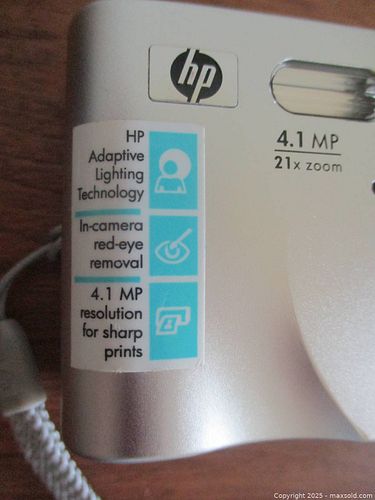 hp
4.1 MP
21x zoom
HP
Adaptive
Lighting
Technology
In-camera
red-eye
removal
4.1 MP
resolution
for sharp
prints
Copyright 2025 - maxsold.com